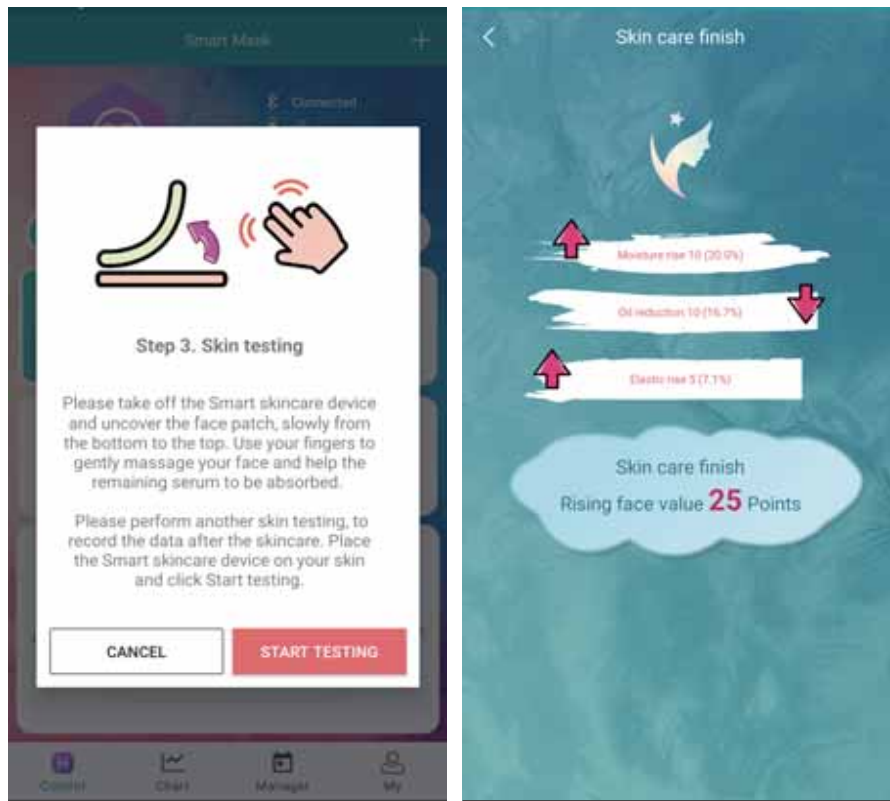 Smart Mask
+
Connected
Step 3. Skin testing
Please take off the Smart skincare device
and uncover the face patch, slowly from
the bottom to the top. Use your fingers to
gently massage your face and help the
remaining serum to be absorbed.
Please perform another skin testing, to
record the data after the skincare. Place
the Smart skincare device on your skin
and click Start testing.
CANCEL
START TESTING
Control
Chart
Manager
My
Skin care finish
Moisture rise 10 (20.0%)
Oil reduction 10 (16.7%)
Elastic rise 5 (7.1%)
Skin care finish
Rising face value 25 Points